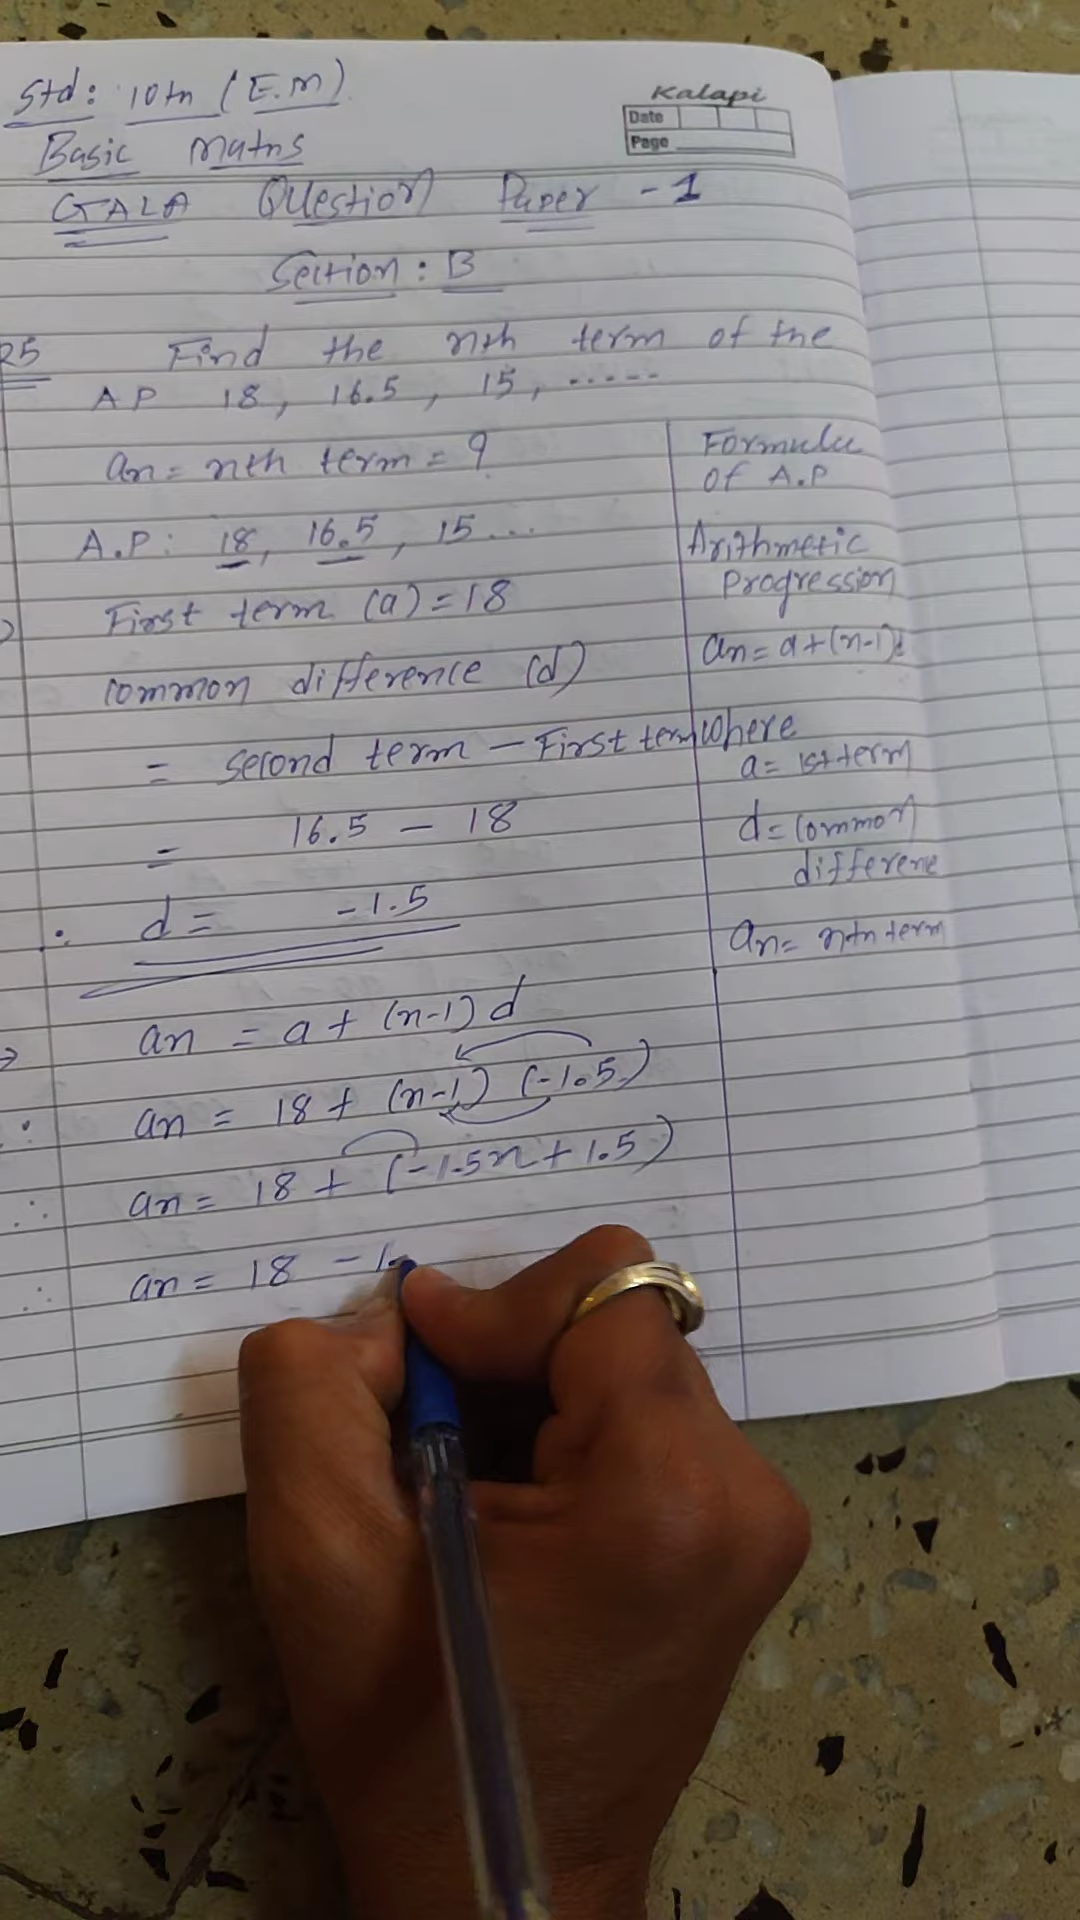 Std: 10th (E.M)
Kalapi
Date
Page
Basic Maths
GALA Question Paper - 1
Section : B
25 Find the nth term of the
AP 18, 16.5, 15, .....
an = nth term = ?
A.P: 18, 16.5, 15...
First term (a) = 18
common difference (d)
= second term - First term
= 16.5 - 18
∴ d = -1.5
→ an = a + (n-1) d
∴ an = 18 + (n-1) (-1.5)
∴ an = 18 + (-1.5n + 1.5)
∴ an = 18 - 1.
Formula
of A.P
Arithmetic
Progression
an = a + (n-1)d
where
a = 1st term
d = common
differene
an = nth term